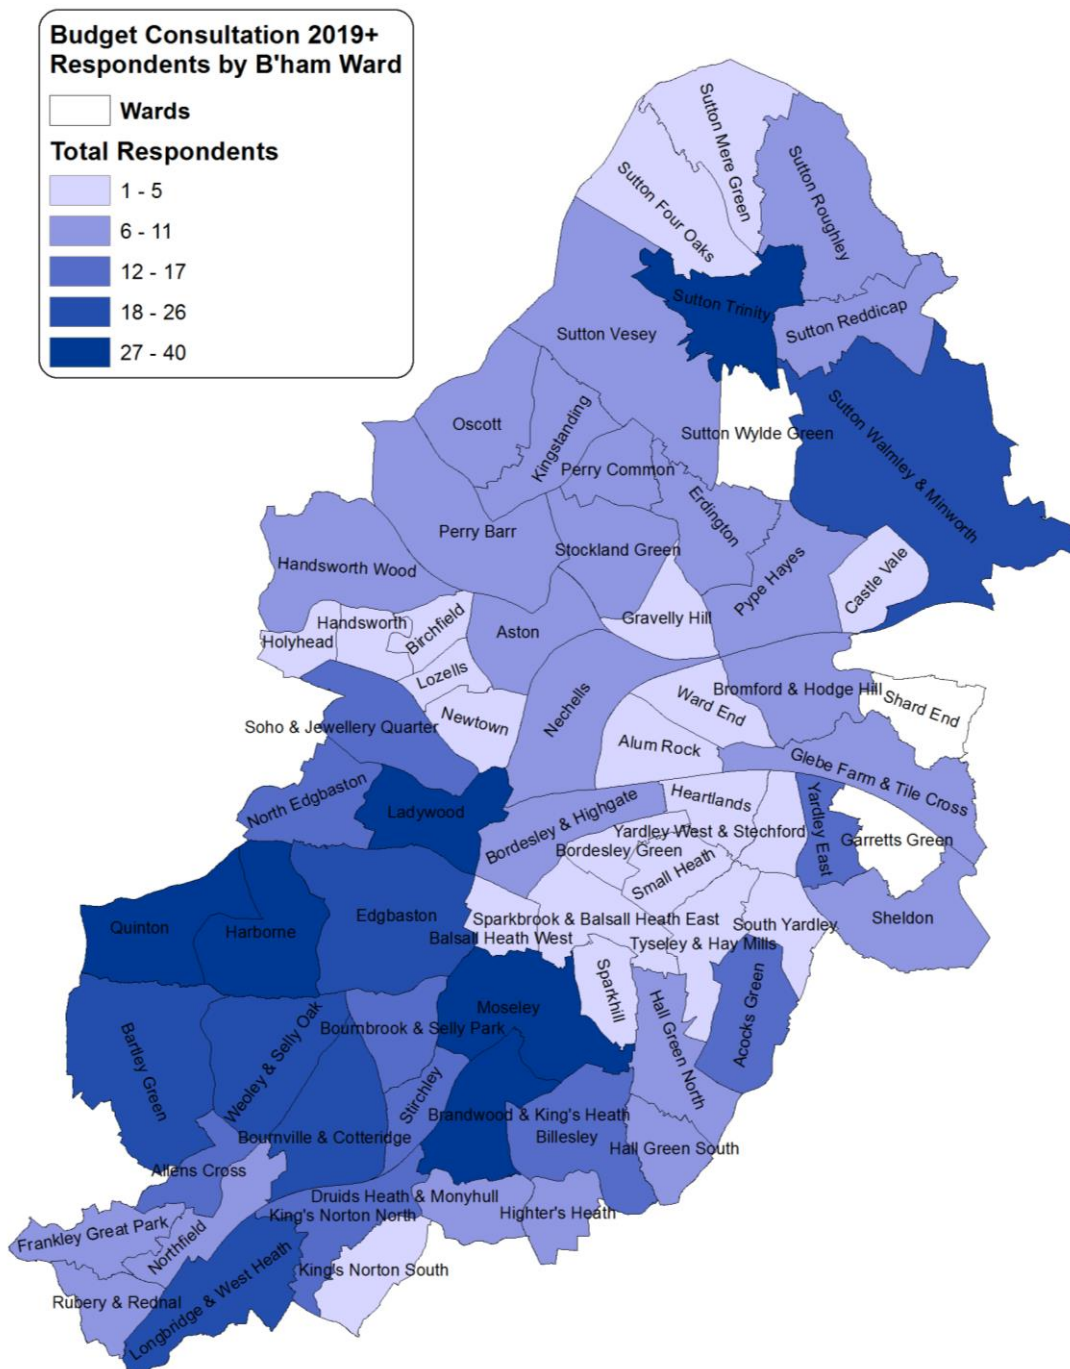 Budget Consultation 2019+
Respondents by B'ham Ward
Wards
Total Respondents
1 - 5
6 - 11
12 - 17
18 - 26
27 - 40
Sutton Mere Green
Sutton Four Oaks
Sutton Roughley
Sutton Trinity
Sutton Reddicap
Sutton Vesey
Sutton Wylde Green
Sutton Walmley & Minworth
Oscott
Kingstanding
Perry Common
Erdington
Perry Barr
Stockland Green
Handsworth Wood
Pype Hayes
Castle Vale
Gravelly Hill
Handsworth
Holyhead
Birchfield
Aston
Lozells
Newtown
Nechells
Ward End
Bromford & Hodge Hill
Shard End
Soho & Jewellery Quarter
Alum Rock
Glebe Farm & Tile Cross
North Edgbaston
Ladywood
Bordesley & Highgate
Heartlands
Yardley West & Stechford
Yardley East
Garretts Green
Bordesley Green
Small Heath
Quinton
Harborne
Edgbaston
Sparkbrook & Balsall Heath East
Balsall Heath West
South Yardley
Tyseley & Hay Mills
Sheldon
Sparkhill
Moseley
Hall Green North
Acocks Green
Bartley Green
Weoley & Selly Oak
Bournbrook & Selly Park
Stirchley
Brandwood & King's Heath
Billesley
Bournville & Cotteridge
Hall Green South
Allens Cross
Druids Heath & Monyhull
King's Norton North
Highter's Heath
Frankley Great Park
Northfield
King's Norton South
Rubery & Rednal
Longbridge & West Heath